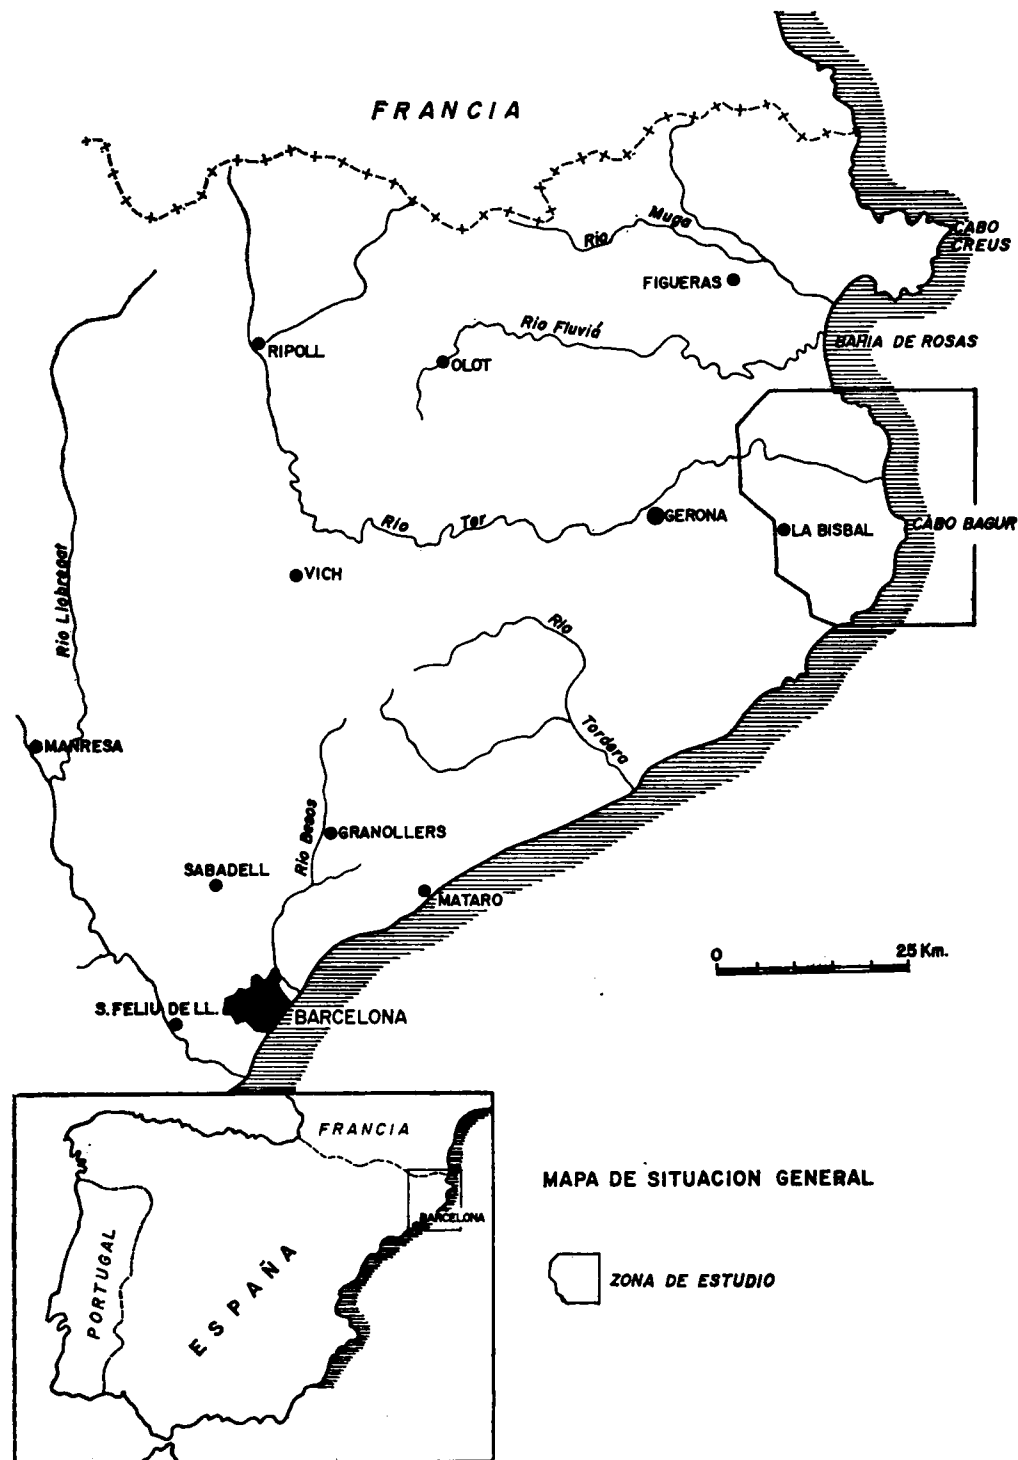 FRANCIA
CABO
CREUS
Rio Muga
FIGUERAS
Rio Fluviá
BAHIA DE ROSAS
RIPOLL
OLOT
Río Ter
GERONA
LA BISBAL
CABO BAGUR
VICH
Rio Llobregat
Rio Tordera
MANRESA
Rio Besos
GRANOLLERS
SABADELL
MATARO
0 25 Km.
S. FELIU DE LL.
BARCELONA
FRANCIA
BARCELONA
PORTUGAL
ESPAÑA
MAPA DE SITUACION GENERAL
ZONA DE ESTUDIO